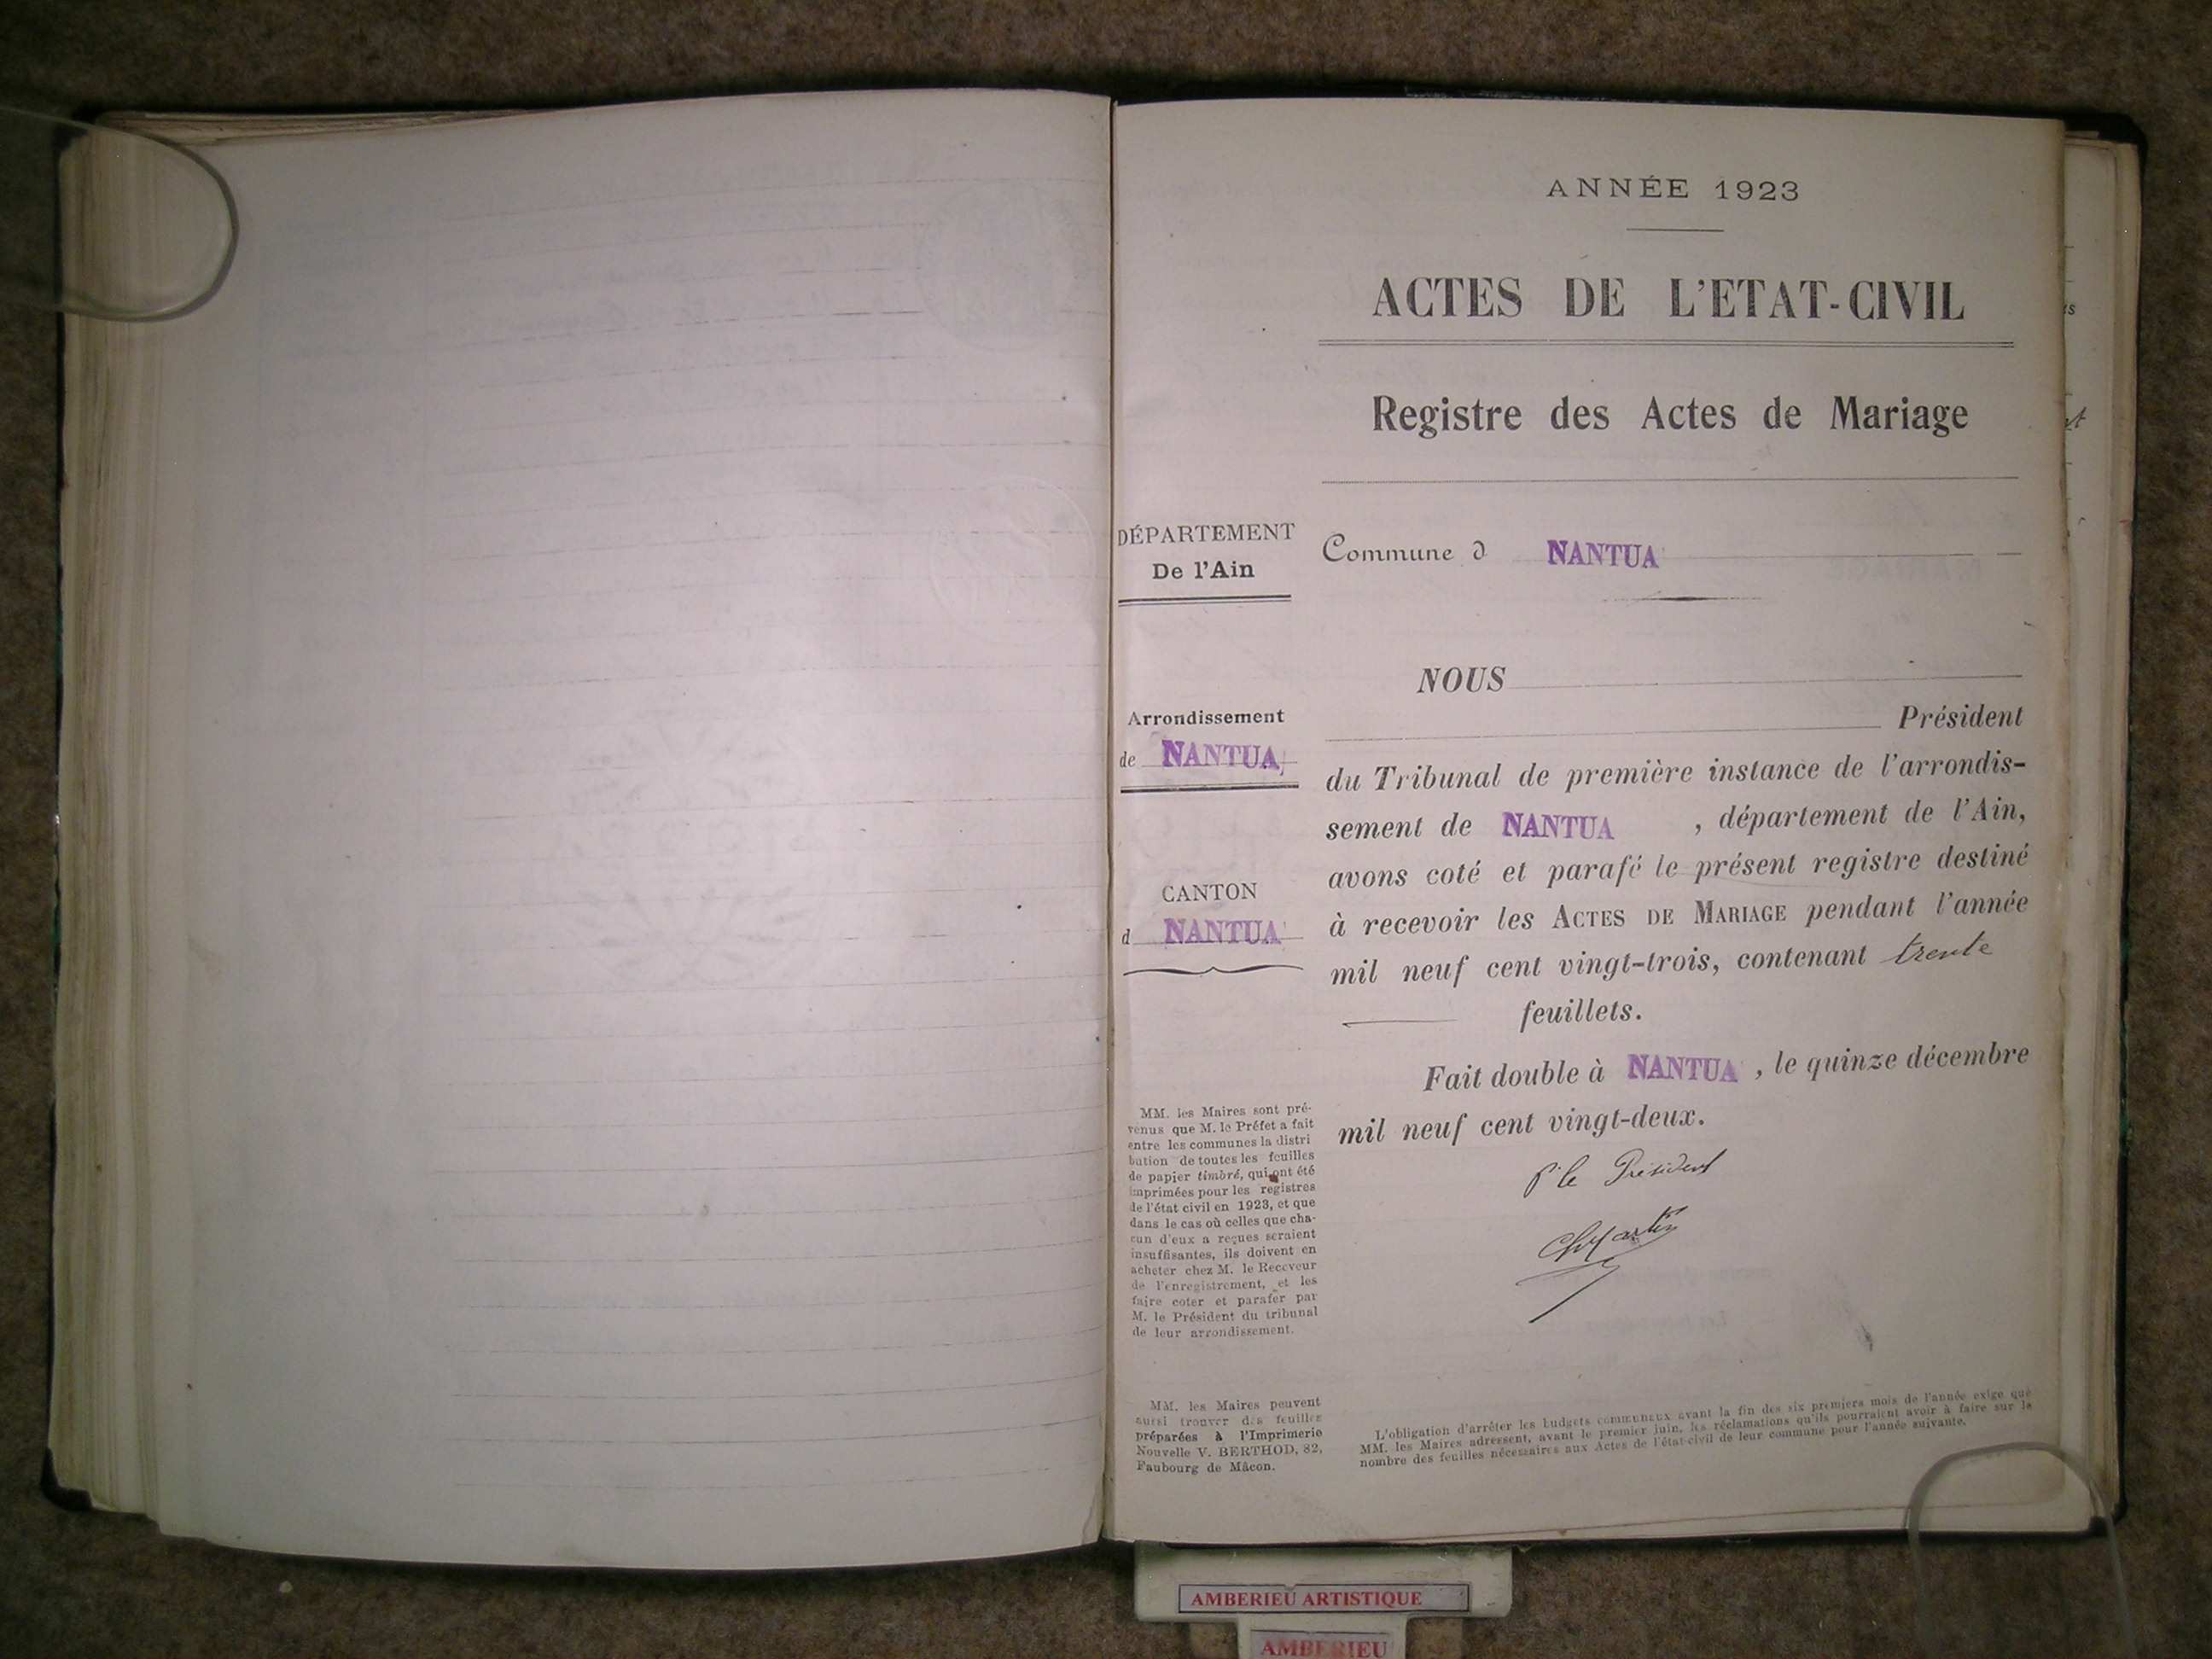 ANNÉE 1923
ACTES DE L'ETAT-CIVIL
Registre des Actes de Mariage
DÉPARTEMENT
De l'Ain
Commune d NANTUA
Arrondissement
de NANTUA
CANTON
d NANTUA
NOUS
Président
du Tribunal de première instance de l'arrondis-
sement de NANTUA , département de l'Ain,
avons coté et parafé le présent registre destiné
à recevoir les ACTES DE MARIAGE pendant l'année
mil neuf cent vingt-trois, contenant trente
feuillets.
Fait double à NANTUA , le quinze décembre
mil neuf cent vingt-deux.
P' le Président
ChMartin
MM. les Maires sont pré-
venus que M. le Préfet a fait
entre les communes la distri
bution de toutes les feuilles
de papier timbré, qui ont été
imprimées pour les registres
de l'état civil en 1923, et que
dans le cas où celles que cha-
cun d'eux a reçues seraient
insuffisantes, ils doivent en
acheter chez M. le Receveur
de l'enregistrement, et les
faire coter et parafer par
M. le Président du tribunal
de leur arrondissement.
MM. les Maires peuvent
aussi trouver des feuilles
préparées à l'Imprimerie
Nouvelle V. BERTHOD, 82,
Faubourg de Mâcon.
L'obligation d'arrêter les budgets communaux avant la fin des six premiers mois de l'année exige que
MM. les Maires adressent, avant le premier juin, les réclamations qu'ils pourraient avoir à faire sur le
nombre des feuilles nécessaires aux Actes de l'état-civil de leur commune pour l'année suivante.
AMBERIEU ARTISTIQUE
AMBERIEU